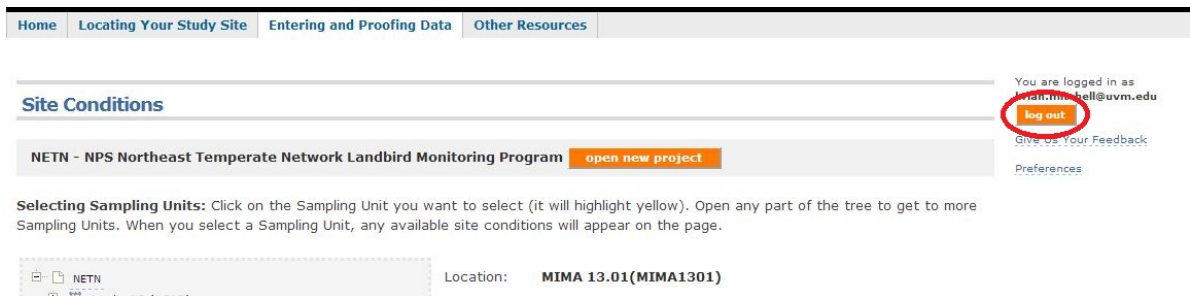 Home Locating Your Study Site Entering and Proofing Data Other Resources
You are logged in as
brian.mitchell@uvm.edu
log out
Give Us Your Feedback
Preferences
Site Conditions
NETN - NPS Northeast Temperate Network Landbird Monitoring Program open new project
Selecting Sampling Units: Click on the Sampling Unit you want to select (it will highlight yellow). Open any part of the tree to get to more
Sampling Units. When you select a Sampling Unit, any available site conditions will appear on the page.
NETN
Location: MIMA 13.01(MIMA1301)